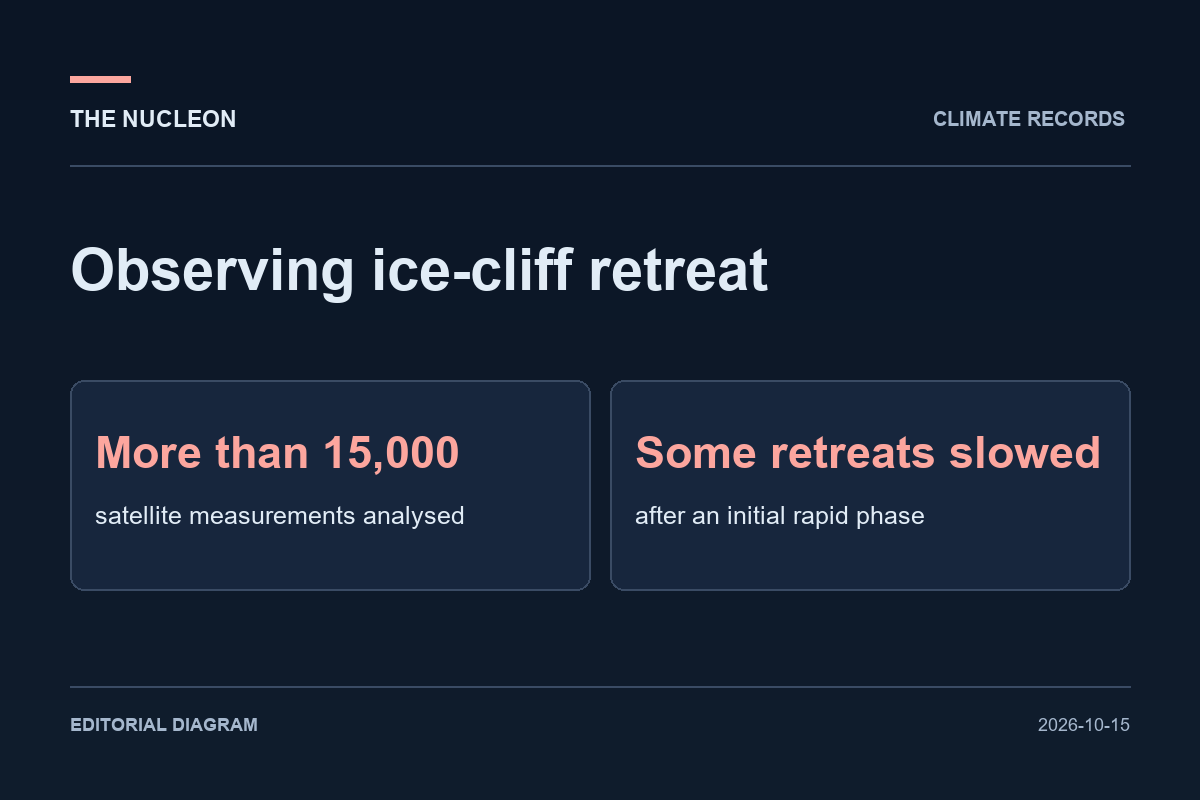 THE NUCLEON
CLIMATE RECORDS
Observing ice-cliff retreat
More than 15,000
satellite measurements analysed
Some retreats slowed
after an initial rapid phase
EDITORIAL DIAGRAM
2026-10-15